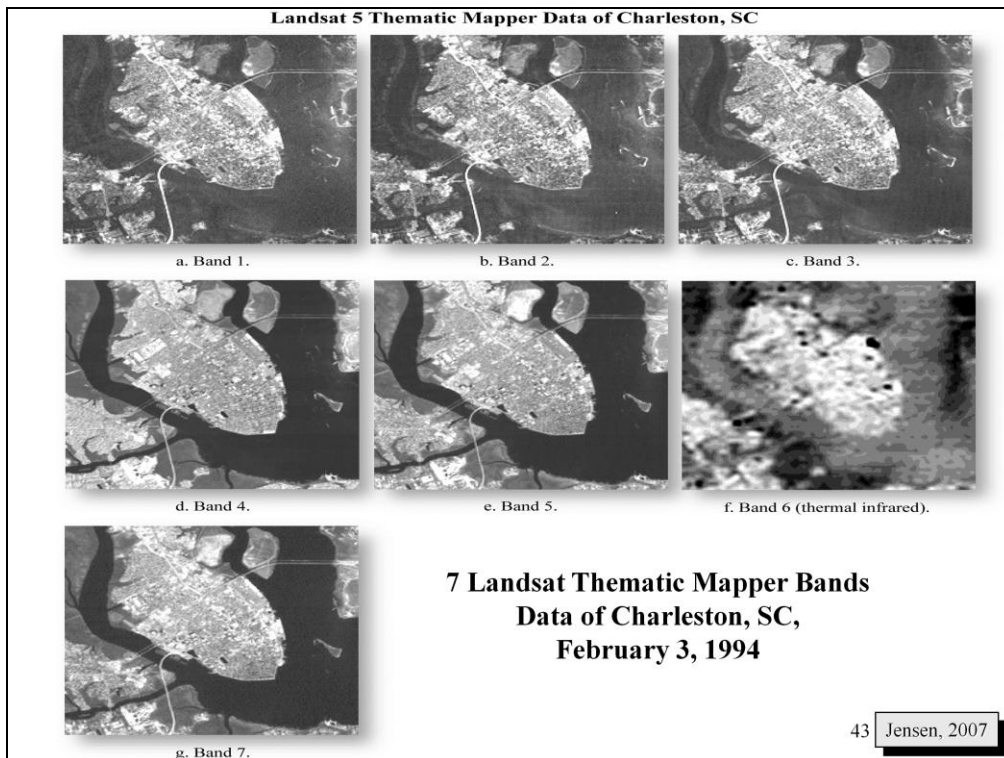 Landsat 5 Thematic Mapper Data of Charleston, SC
a. Band 1.
b. Band 2.
c. Band 3.
d. Band 4.
e. Band 5.
f. Band 6 (thermal infrared).
g. Band 7.
7 Landsat Thematic Mapper Bands
Data of Charleston, SC,
February 3, 1994
43
Jensen, 2007